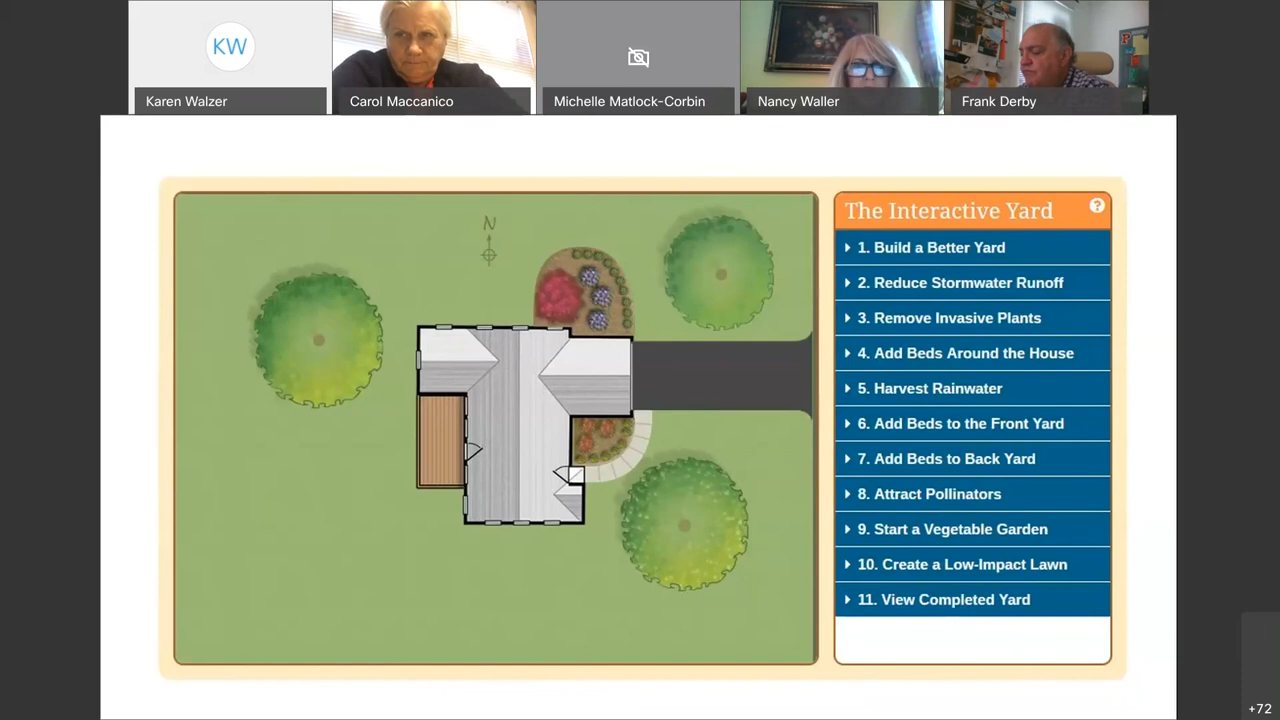 KW
Karen Walzer
Carol Maccanico
Michelle Matlock-Corbin
Nancy Waller
Frank Derby
N
The Interactive Yard
?
1. Build a Better Yard
2. Reduce Stormwater Runoff
3. Remove Invasive Plants
4. Add Beds Around the House
5. Harvest Rainwater
6. Add Beds to the Front Yard
7. Add Beds to Back Yard
8. Attract Pollinators
9. Start a Vegetable Garden
10. Create a Low-Impact Lawn
11. View Completed Yard
+72